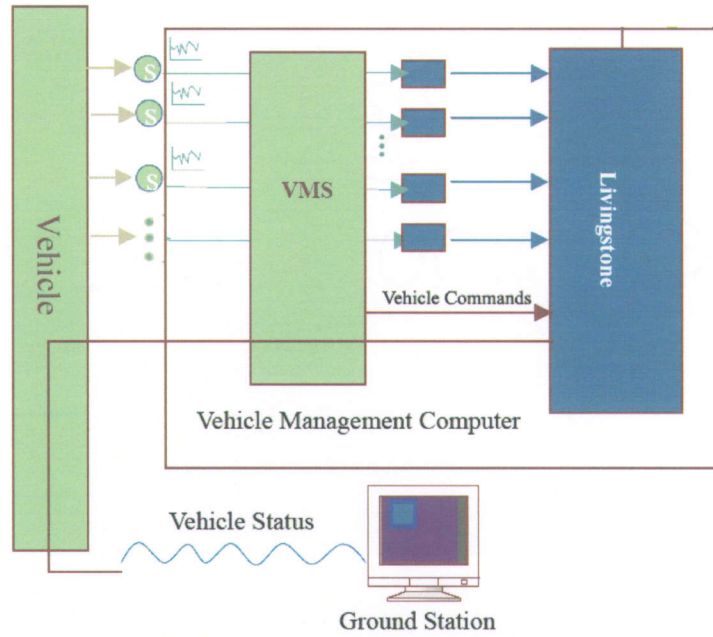 S
S
S
Vehicle
VMS
Livingstone
Vehicle Commands
Vehicle Management Computer
Vehicle Status
Ground Station